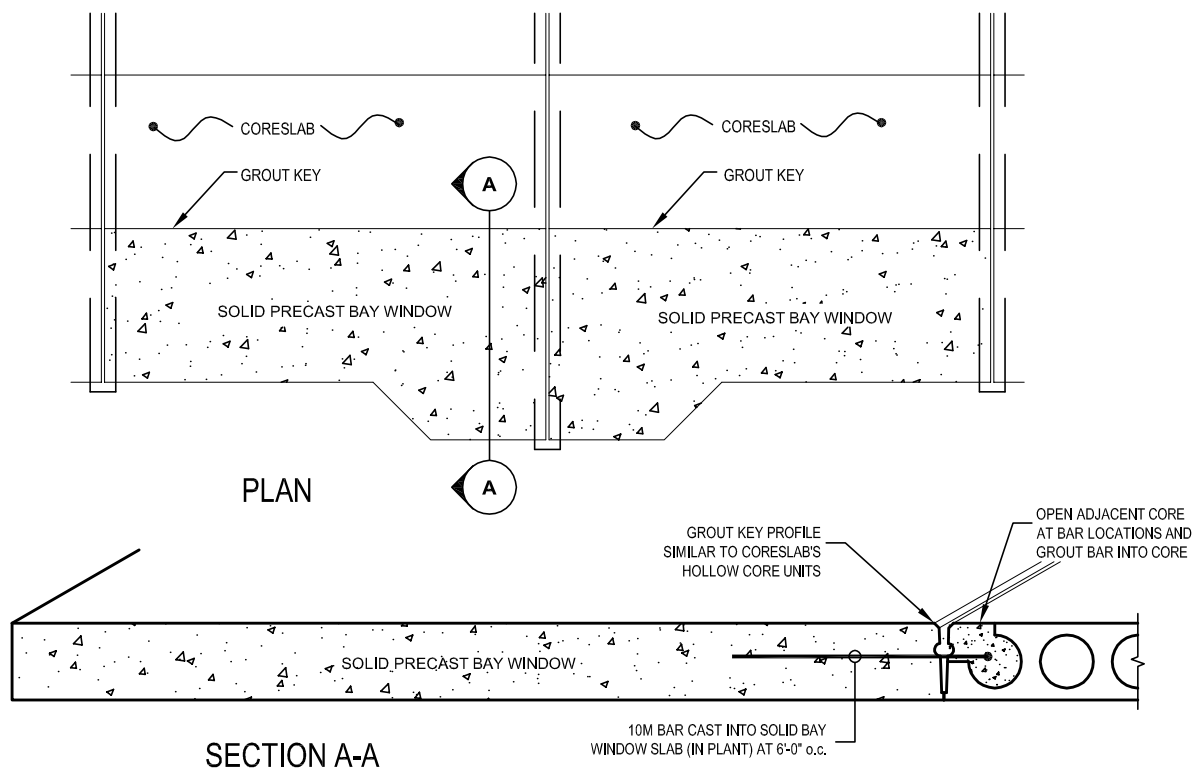 CORESLAB
CORESLAB
GROUT KEY
GROUT KEY
A
SOLID PRECAST BAY WINDOW
SOLID PRECAST BAY WINDOW
A
PLAN
GROUT KEY PROFILE
SIMILAR TO CORESLAB'S
HOLLOW CORE UNITS
OPEN ADJACENT CORE
AT BAR LOCATIONS AND
GROUT BAR INTO CORE
SOLID PRECAST BAY WINDOW
10M BAR CAST INTO SOLID BAY
WINDOW SLAB (IN PLANT) AT 6'-0" o.c.
SECTION A-A